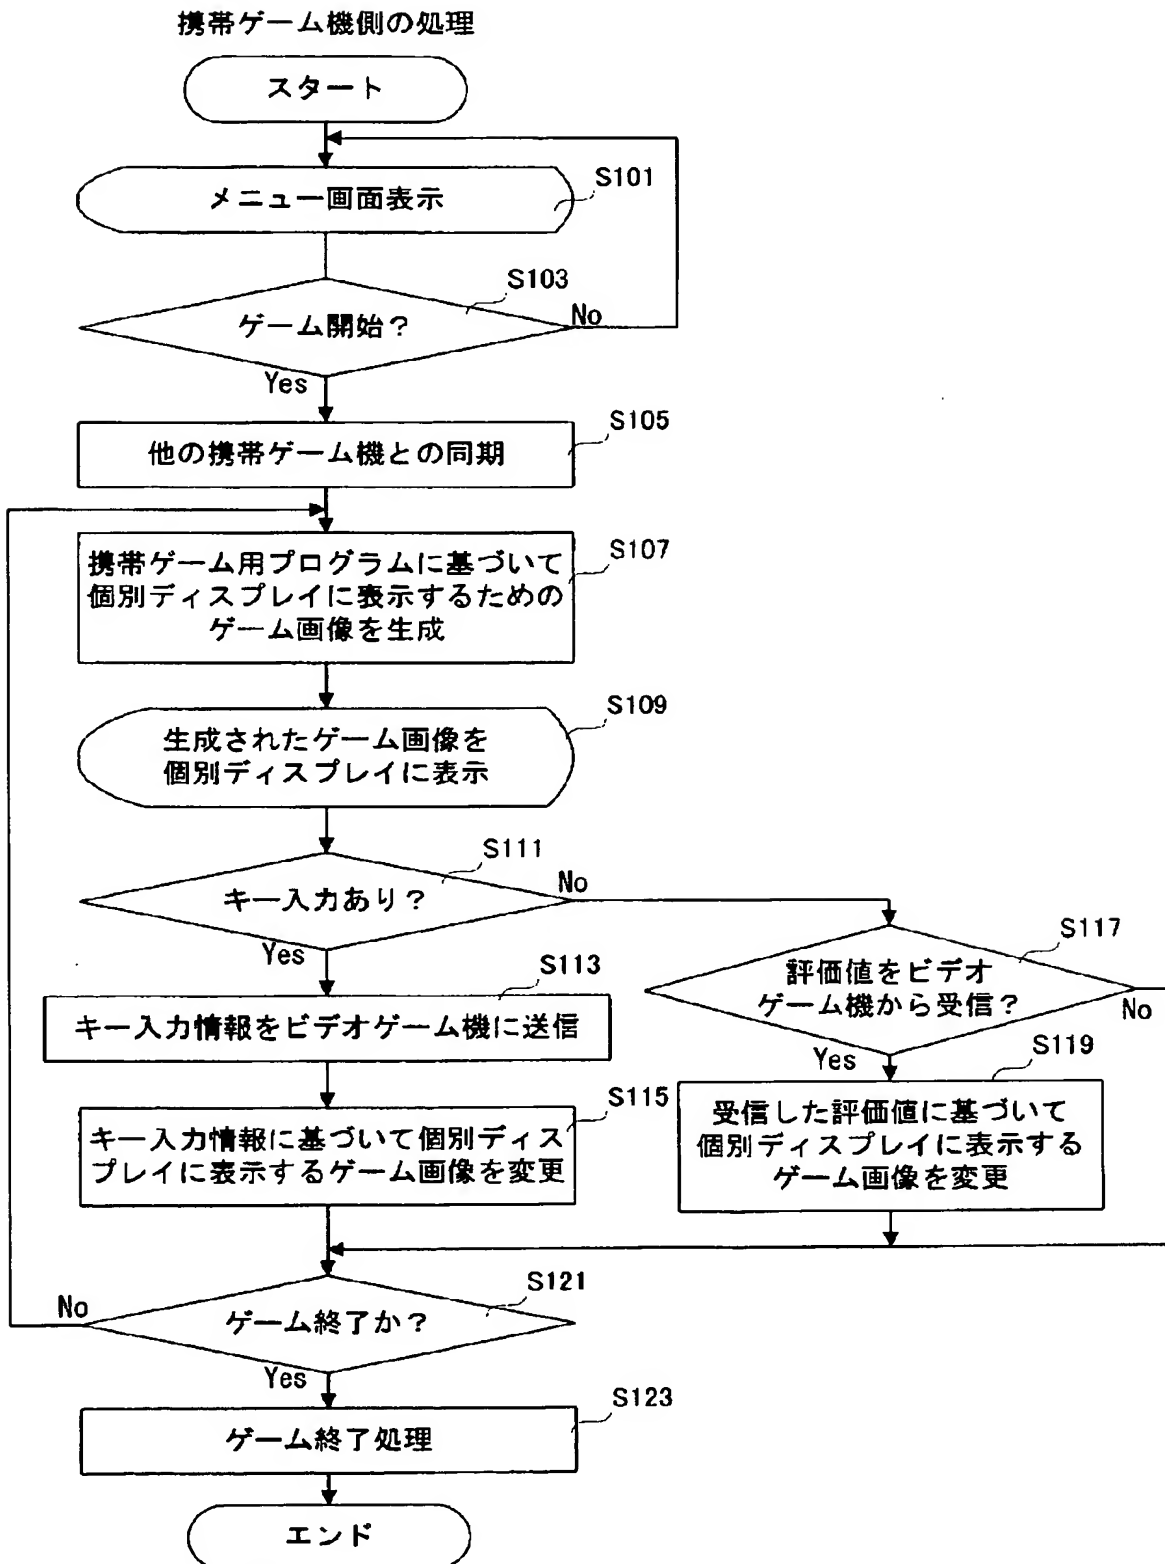 携帯ゲーム機側の処理
スタート
メニュー画面表示
S101
ゲーム開始？
S103
No
Yes
他の携帯ゲーム機との同期
S105
携帯ゲーム用プログラムに基づいて
個別ディスプレイに表示するための
ゲーム画像を生成
S107
生成されたゲーム画像を
個別ディスプレイに表示
S109
キー入力あり？
S111
No
Yes
キー入力情報をビデオゲーム機に送信
S113
キー入力情報に基づいて個別ディス
プレイに表示するゲーム画像を変更
S115
評価値をビデオ
ゲーム機から受信？
S117
No
Yes
受信した評価値に基づいて
個別ディスプレイに表示する
ゲーム画像を変更
S119
ゲーム終了か？
S121
No
Yes
ゲーム終了処理
S123
エンド